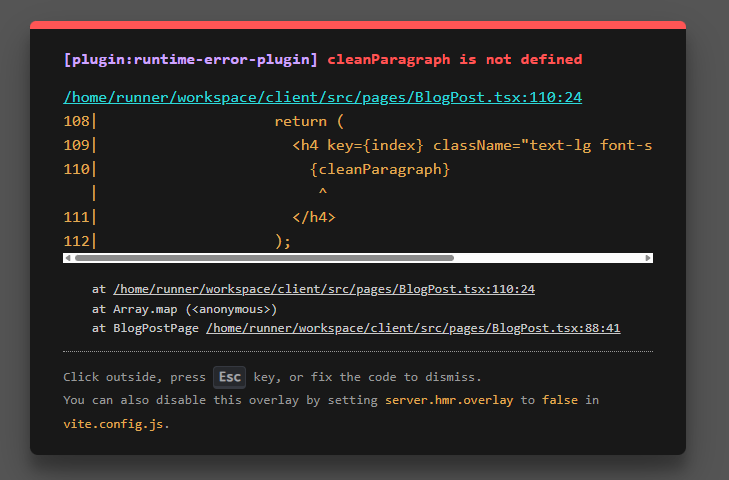 [plugin:runtime-error-plugin] cleanParagraph is not defined
/home/runner/workspace/client/src/pages/BlogPost.tsx:110:24
108|                     return (
109|                       <h4 key={index} className="text-lg font-s
110|                         {cleanParagraph}
   |                          ^
111|                       </h4>
112|                     );
at /home/runner/workspace/client/src/pages/BlogPost.tsx:110:24
at Array.map (<anonymous>)
at BlogPostPage /home/runner/workspace/client/src/pages/BlogPost.tsx:88:41
Click outside, press Esc key, or fix the code to dismiss.
You can also disable this overlay by setting server.hmr.overlay to false in
vite.config.js.